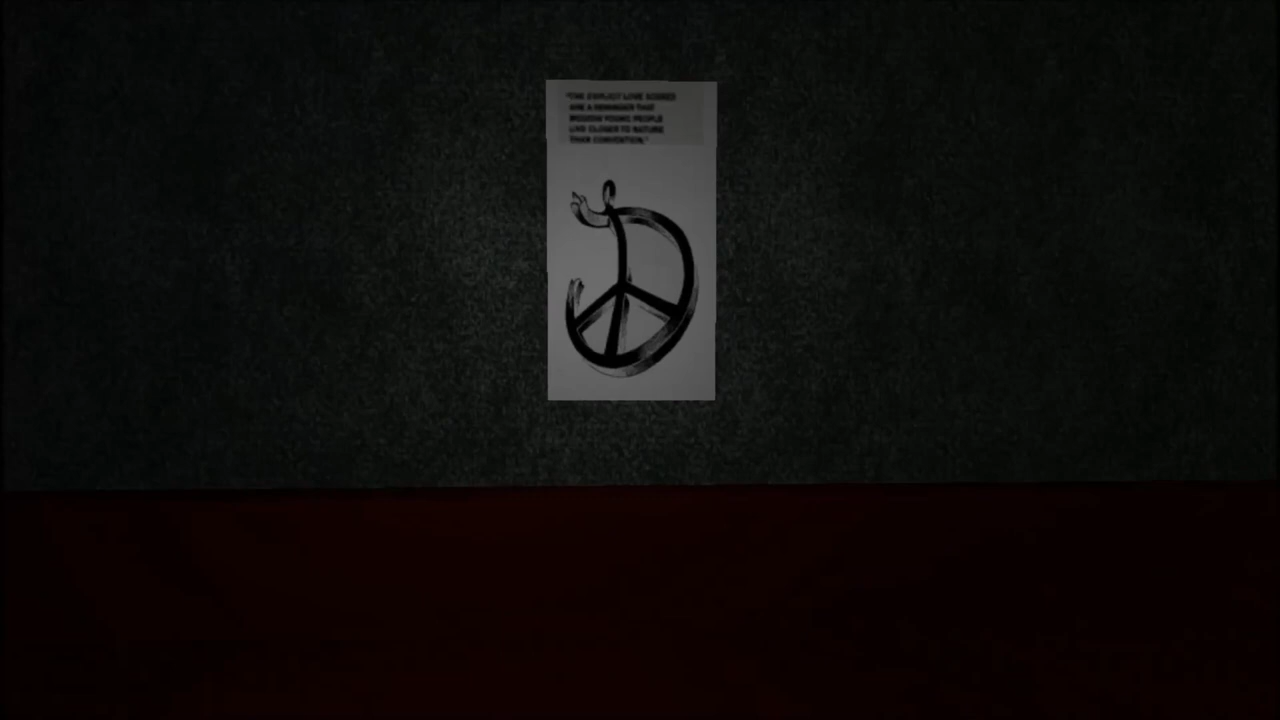 "THE EXPLICIT LOVE SCENES
ARE A REMINDER THAT
MODERN YOUNG PEOPLE
LIVE CLOSER TO NATURE
THAN CONVENTION."